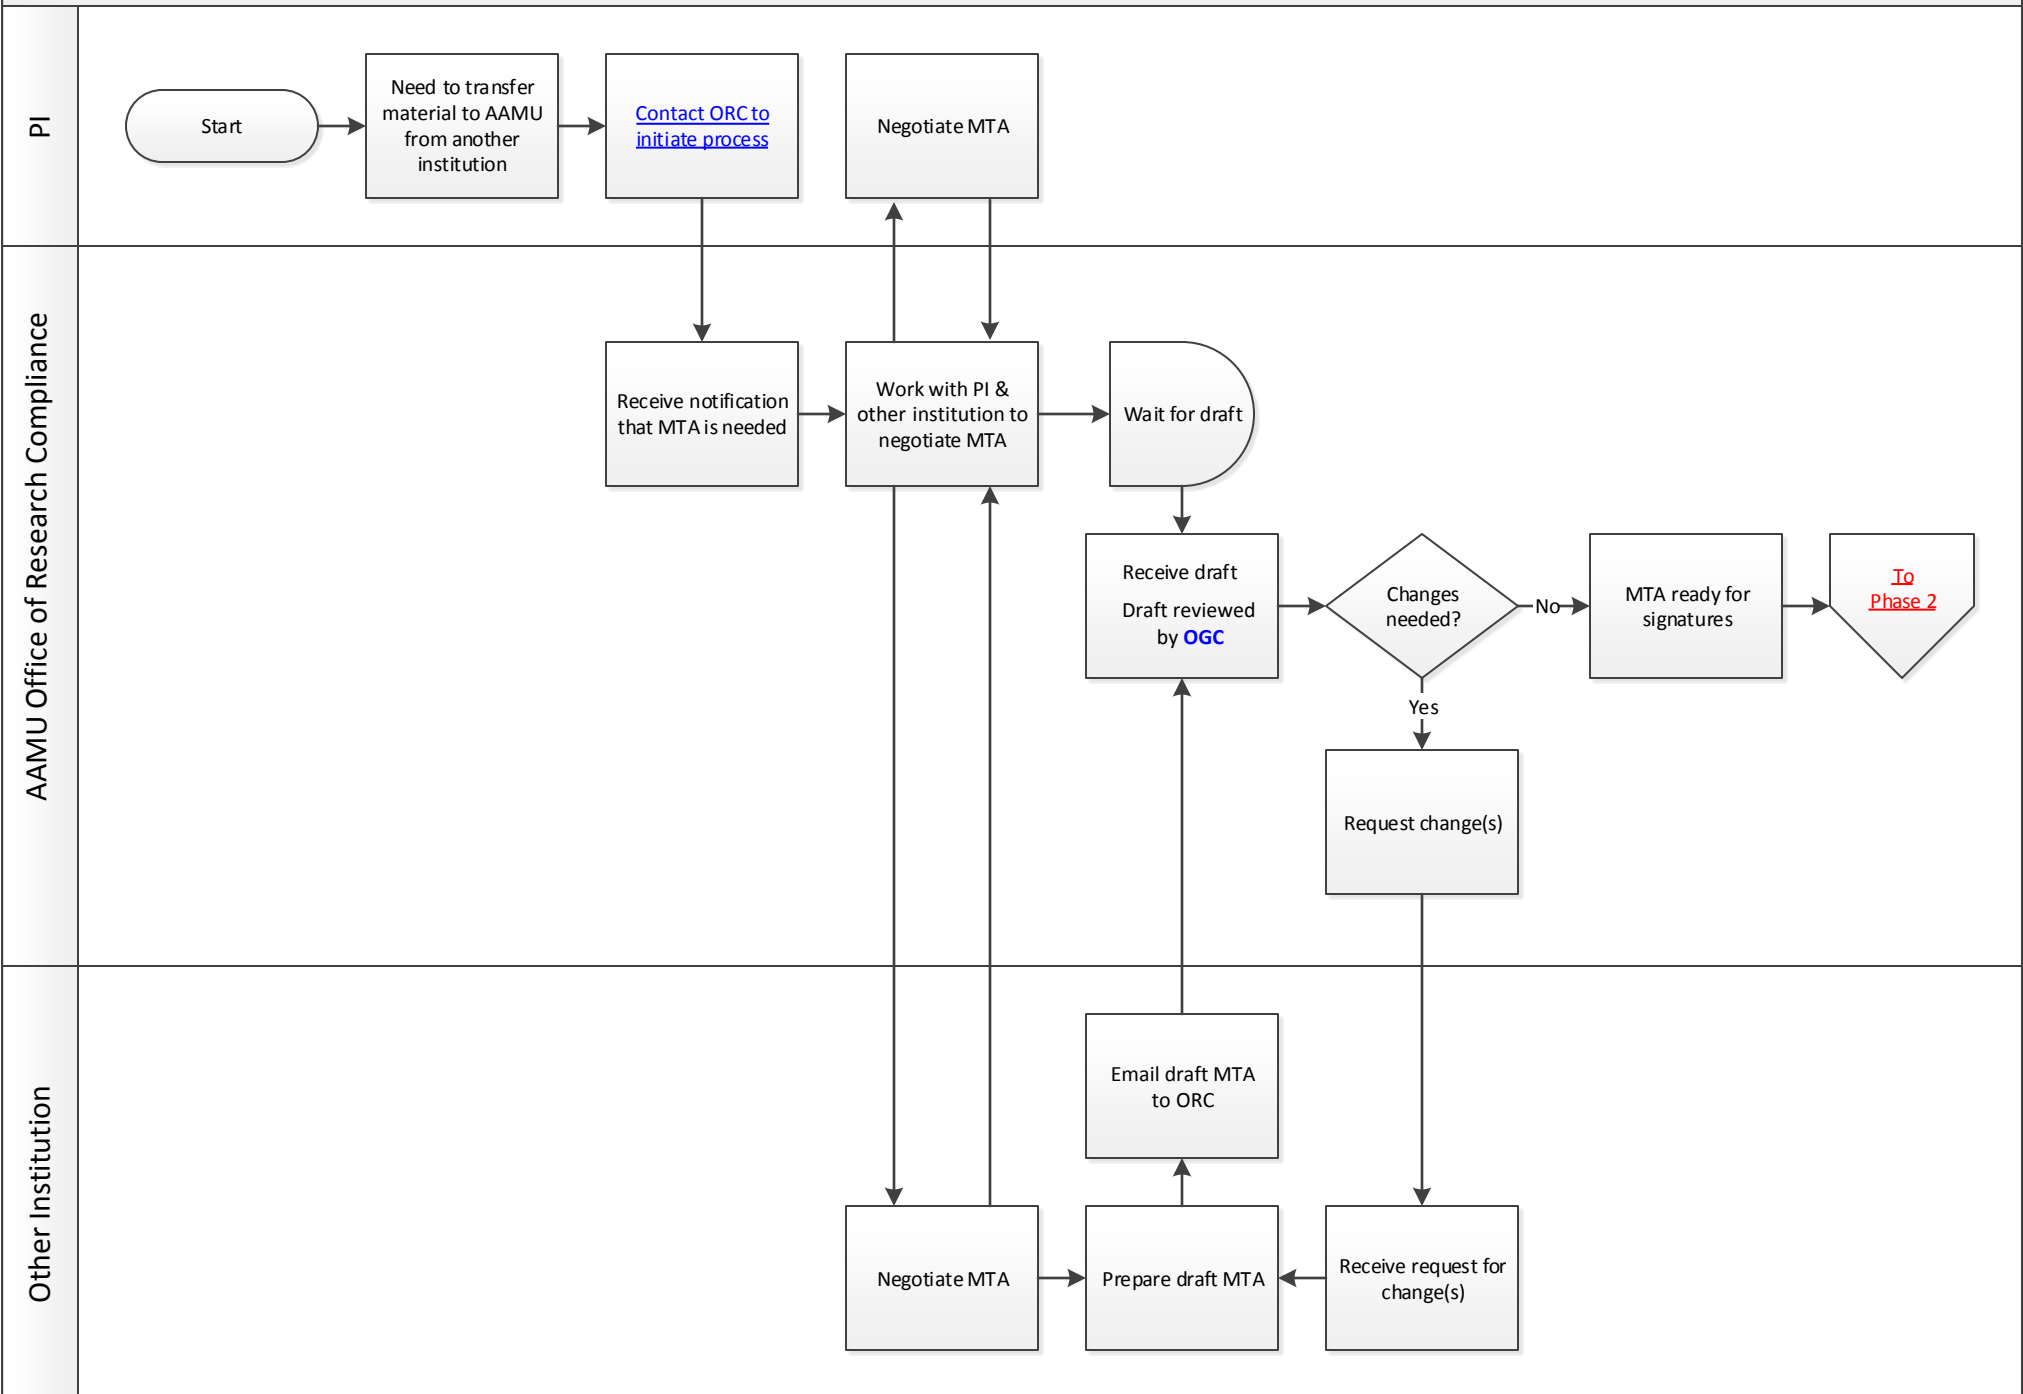 PI
Start
Need to transfer
material to AAMU
from another
institution
Contact ORC to
initiate process
Negotiate MTA
AAMU Office of Research Compliance
Receive notification
that MTA is needed
Work with PI &
other institution to
negotiate MTA
Wait for draft
Receive draft
Draft reviewed
by OGC
Changes
needed?
No
MTA ready for
signatures
To
Phase 2
Yes
Request change(s)
Other Institution
Email draft MTA
to ORC
Negotiate MTA
Prepare draft MTA
Receive request for
change(s)